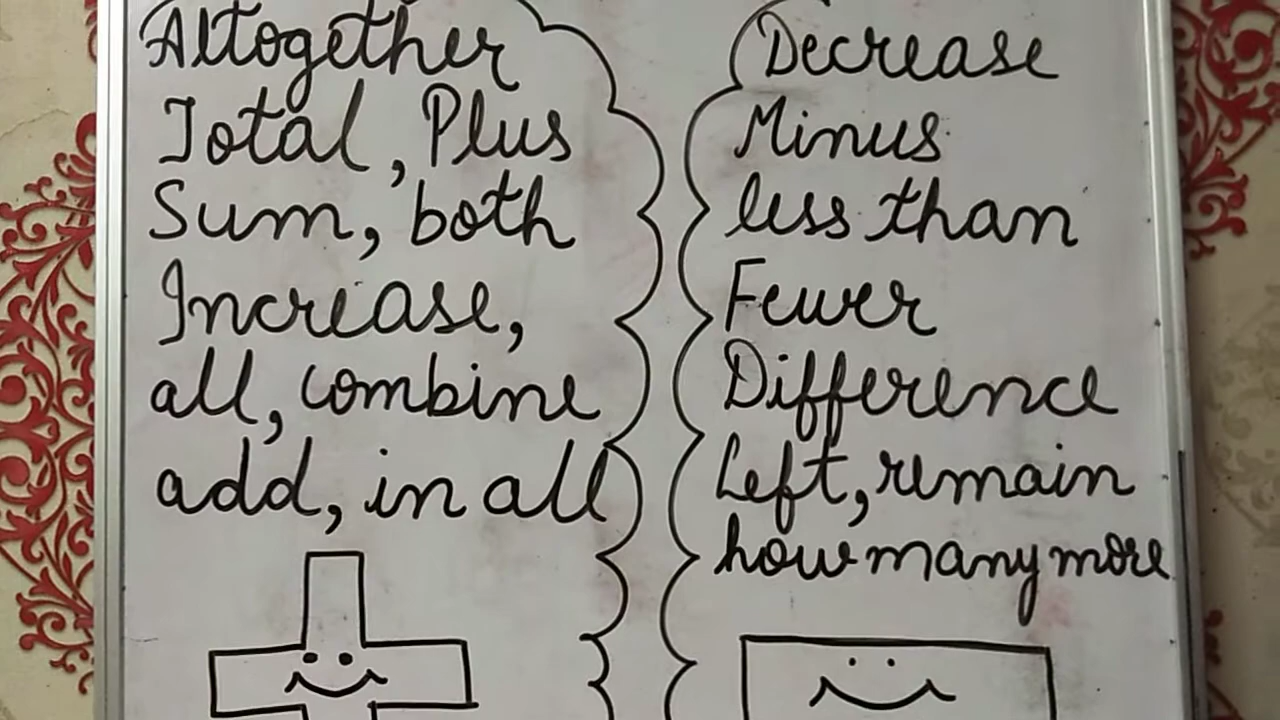 Altogether
Total, Plus
Sum, both
Increase,
all, combine
add, in all
Decrease
Minus
less than
Fewer
Difference
Left, remain
how many more